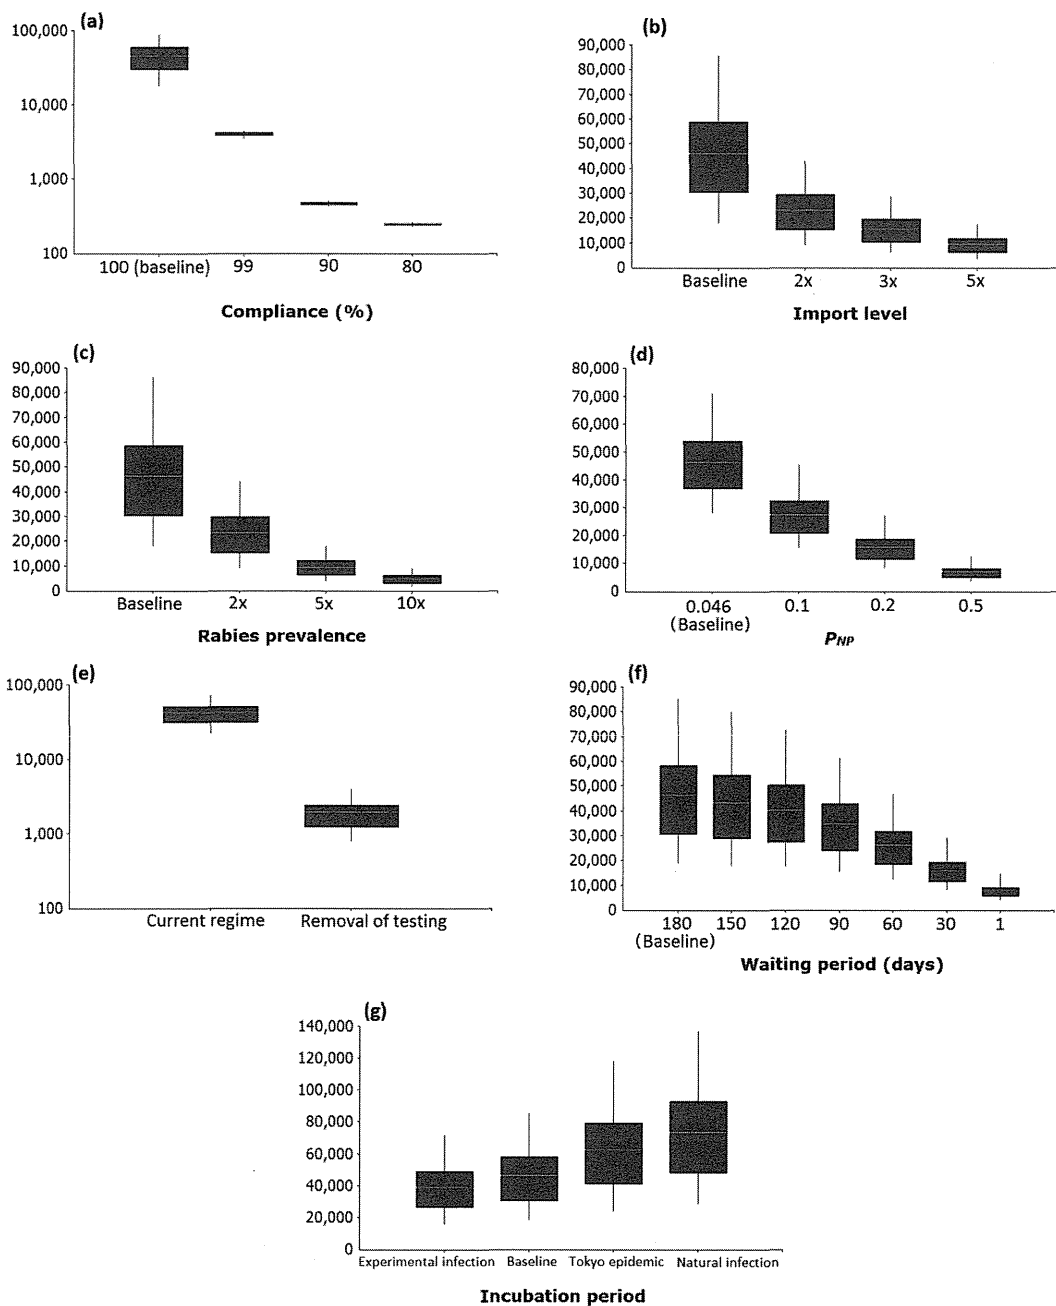 (a)
100,000
10,000
1,000
100
100 (baseline) 99 90 80
Compliance (%)
(b)
90,000
80,000
70,000
60,000
50,000
40,000
30,000
20,000
10,000
0
Baseline 2x 3x 5x
Import level
(c)
90,000
80,000
70,000
60,000
50,000
40,000
30,000
20,000
10,000
0
Baseline 2x 5x 10x
Rabies prevalence
(d)
80,000
70,000
60,000
50,000
40,000
30,000
20,000
10,000
0
0.046 0.1 0.2 0.5
(Baseline)
PNP
(e)
100,000
10,000
1,000
100
Current regime Removal of testing
(f)
90,000
80,000
70,000
60,000
50,000
40,000
30,000
20,000
10,000
0
180 150 120 90 60 30 1
(Baseline)
Waiting period (days)
(g)
140,000
120,000
100,000
80,000
60,000
40,000
20,000
0
Experimental infection Baseline Tokyo epidemic Natural infection
Incubation period